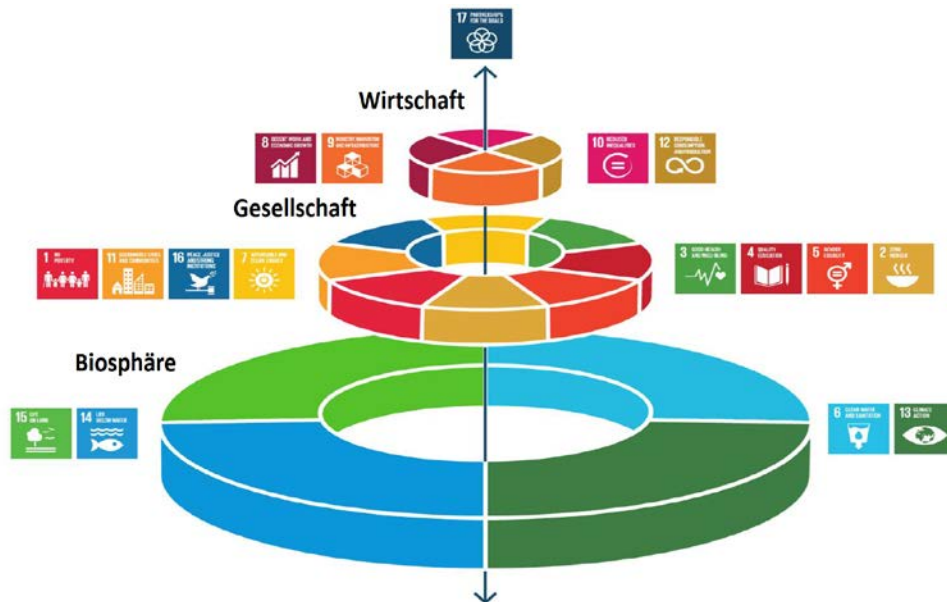 17 PARTNERSHIPS
FOR THE GOALS
Wirtschaft
8 DECENT WORK AND
ECONOMIC GROWTH
9 INDUSTRY, INNOVATION
AND INFRASTRUCTURE
10 REDUCED
INEQUALITIES
12 RESPONSIBLE
CONSUMPTION
AND PRODUCTION
Gesellschaft
1 NO
POVERTY
11 SUSTAINABLE CITIES
AND COMMUNITIES
16 PEACE, JUSTICE
AND STRONG
INSTITUTIONS
7 AFFORDABLE AND
CLEAN ENERGY
3 GOOD HEALTH
AND WELL-BEING
4 QUALITY
EDUCATION
5 GENDER
EQUALITY
2 ZERO
HUNGER
Biosphäre
15 LIFE
ON LAND
14 LIFE
BELOW WATER
6 CLEAN WATER
AND SANITATION
13 CLIMATE
ACTION